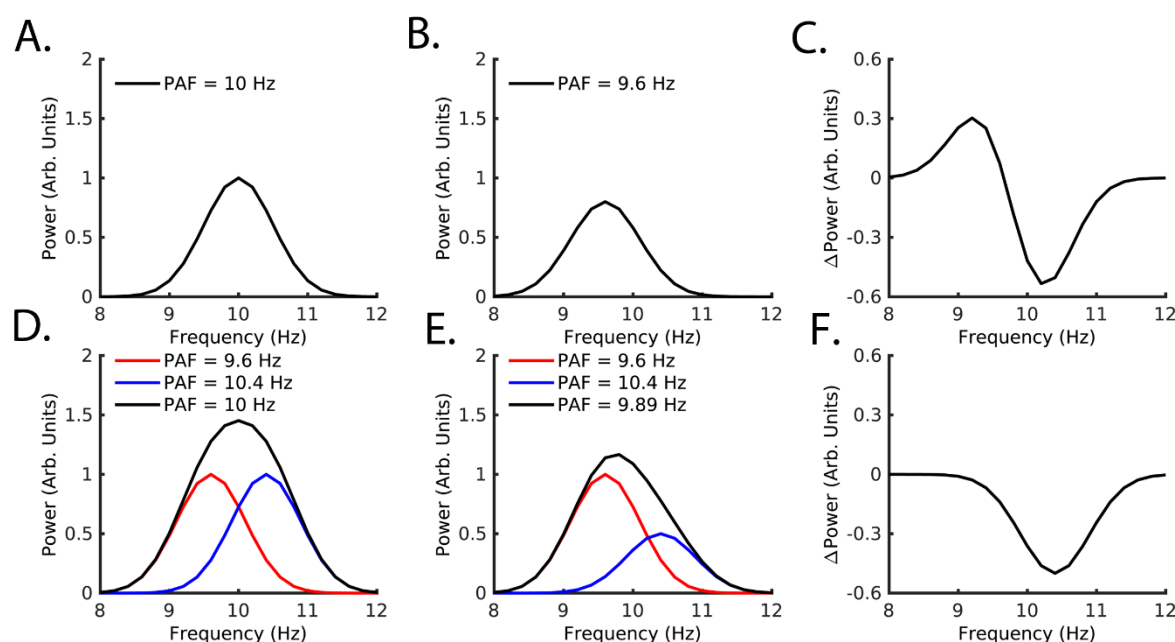 A.
B.
C.
2
1.5
1
0.5
0
Power (Arb. Units)
PAF = 10 Hz
8 9 10 11 12
Frequency (Hz)
2
1.5
1
0.5
0
Power (Arb. Units)
PAF = 9.6 Hz
8 9 10 11 12
Frequency (Hz)
0.6
0.3
0
-0.3
-0.6
ΔPower (Arb. Units)
8 9 10 11 12
Frequency (Hz)
D.
E.
F.
2
1.5
1
0.5
0
Power (Arb. Units)
PAF = 9.6 Hz
PAF = 10.4 Hz
PAF = 10 Hz
8 9 10 11 12
Frequency (Hz)
2
1.5
1
0.5
0
Power (Arb. Units)
PAF = 9.6 Hz
PAF = 10.4 Hz
PAF = 9.89 Hz
8 9 10 11 12
Frequency (Hz)
0.6
0.3
0
-0.3
-0.6
ΔPower (Arb. Units)
8 9 10 11 12
Frequency (Hz)